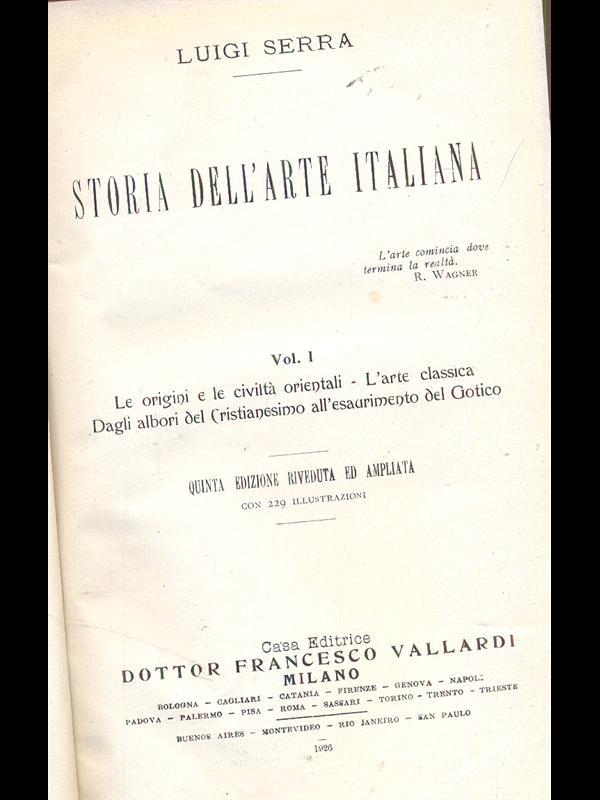 LUIGI SERRA
STORIA DELL'ARTE ITALIANA
L'arte comincia dove
termina la realtà.
R. WAGNER
Vol. I
Le origini e le civiltà orientali - L'arte classica
Dagli albori del Cristianesimo all'esaurimento del Gotico
QUINTA EDIZIONE RIVEDUTA ED AMPLIATA
CON 229 ILLUSTRAZIONI
Casa Editrice
DOTTOR FRANCESCO VALLARDI
MILANO
BOLOGNA - CAGLIARI - CATANIA - FIRENZE - GENOVA - NAPOLI
PADOVA - PALERMO - PISA - ROMA - SASSARI - TORINO - TRENTO - TRIESTE
BUENOS AIRES - MONTEVIDEO - RIO JANEIRO - SAN PAULO
1926